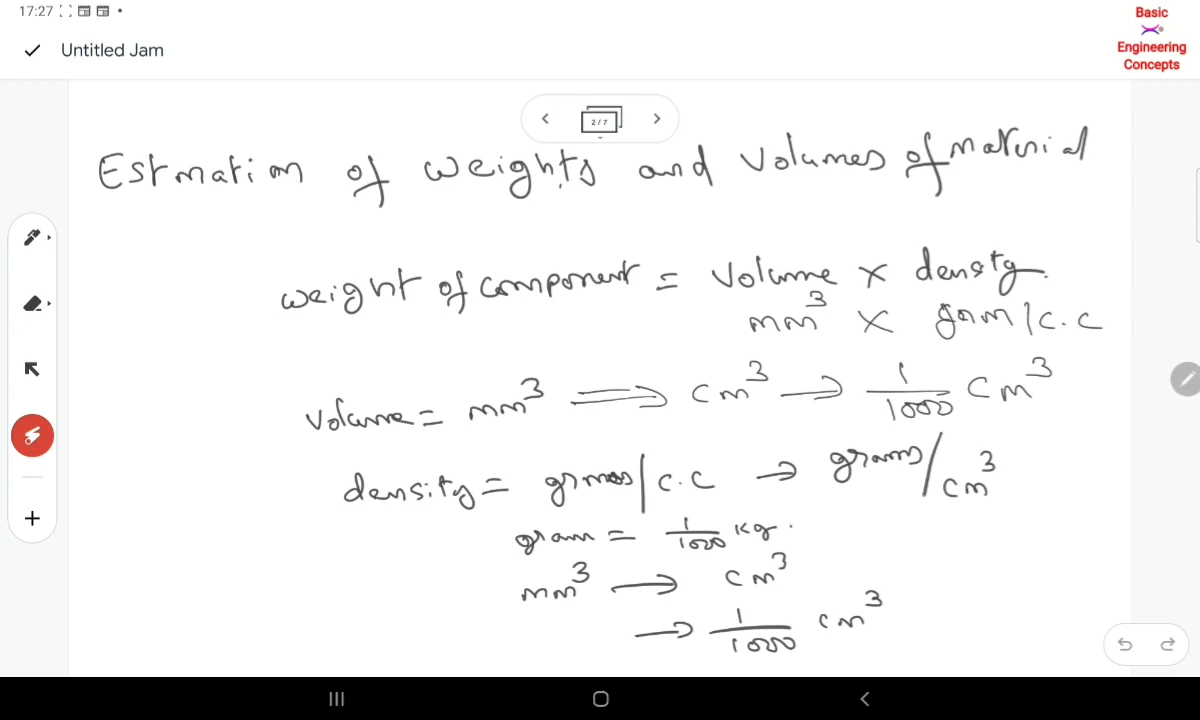 17:27
Basic
Engineering
Concepts
Untitled Jam
2/7
Estmation of weights and volumes of material
weight of component = volume × densty.
mm³ × gram/c.c
volume = mm³ ⟹ cm³ → 1/1000 cm³
density = grmas/c.c → grams/cm³
gram = 1/1000 kg.
mm³ → cm³
→ 1/1000 cm³